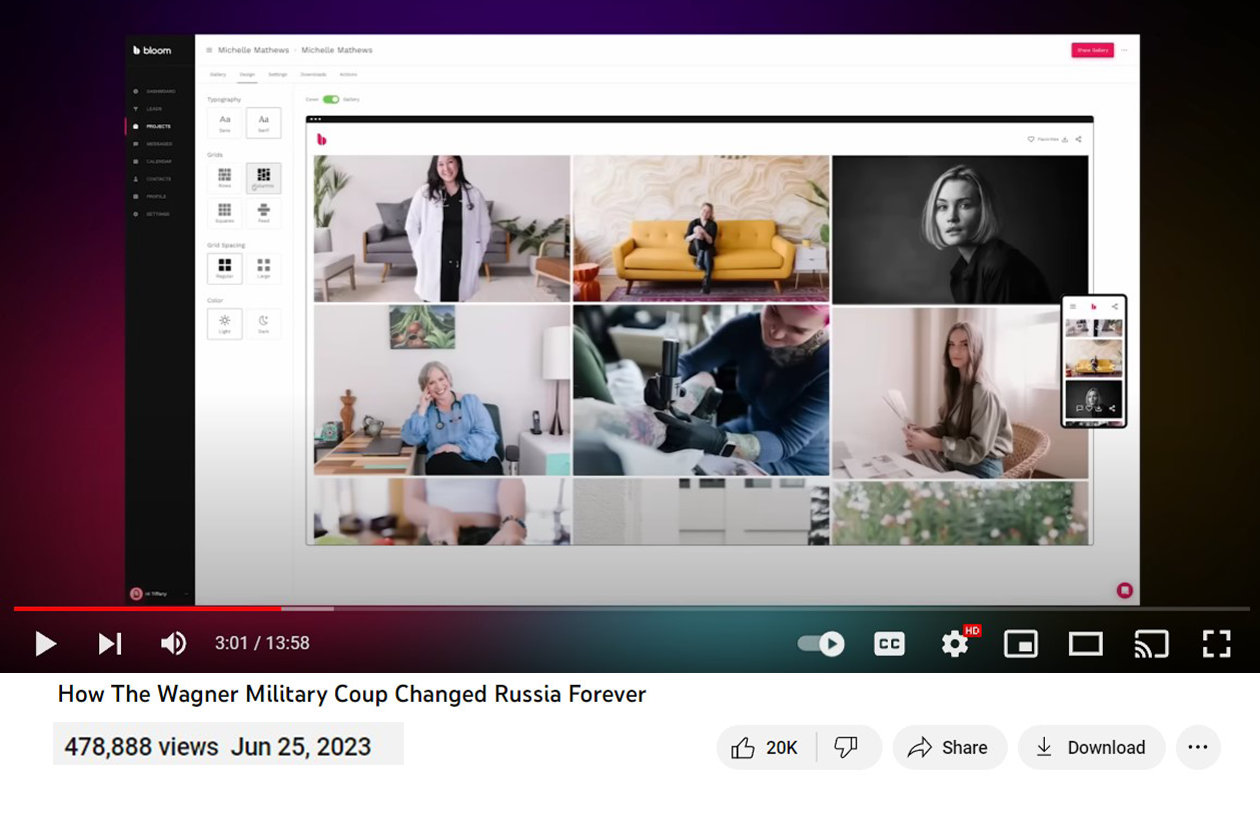 bloom
Michelle Mathews - Michelle Mathews
Share Gallery
Gallery Design Settings Downloads Actions
DASHBOARD
LEADS
PROJECTS
MESSAGES
CALENDAR
CONTACTS
PROFILE
SETTINGS
Typography
Aa Aa
Sans Serif
Cover Gallery
Favorites
Grids
Rows Columns
Squares Feed
Grid Spacing
Regular Large
Color
Light Dark
Hi Tiffany
3:01 / 13:58
CC
HD
How The Wagner Military Coup Changed Russia Forever
478,888 views Jun 25, 2023
20K
Share
Download